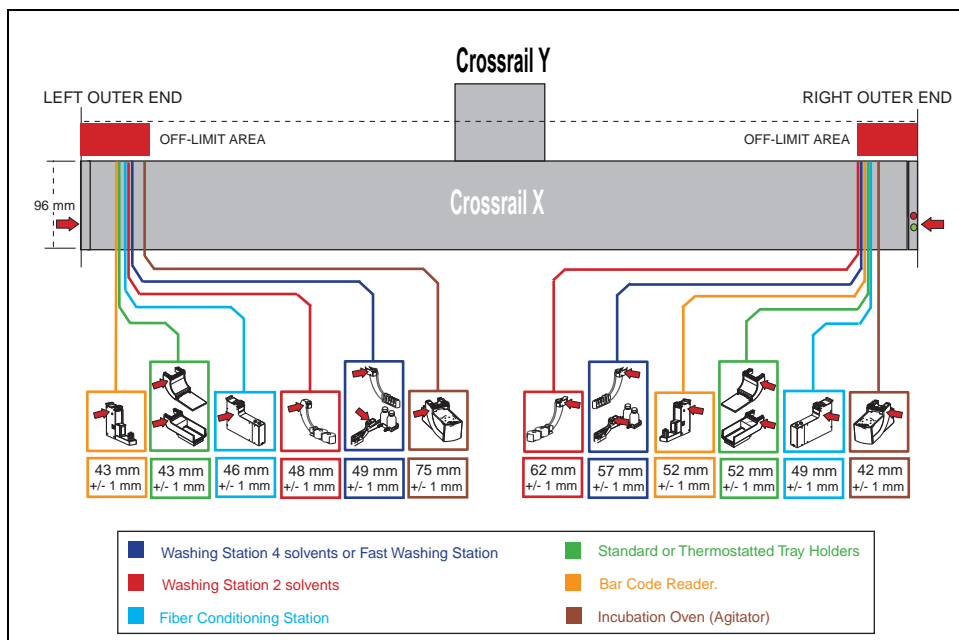 Crossrail Y
LEFT OUTER END
RIGHT OUTER END
OFF-LIMIT AREA
OFF-LIMIT AREA
96 mm
Crossrail X
43 mm
+/- 1 mm
43 mm
+/- 1 mm
46 mm
+/- 1 mm
48 mm
+/- 1 mm
49 mm
+/- 1 mm
75 mm
+/- 1 mm
62 mm
+/- 1 mm
57 mm
+/- 1 mm
52 mm
+/- 1 mm
52 mm
+/- 1 mm
49 mm
+/- 1 mm
42 mm
+/- 1 mm
Washing Station 4 solvents or Fast Washing Station
Washing Station 2 solvents
Fiber Conditioning Station
Standard or Thermostatted Tray Holders
Bar Code Reader.
Incubation Oven (Agitator)